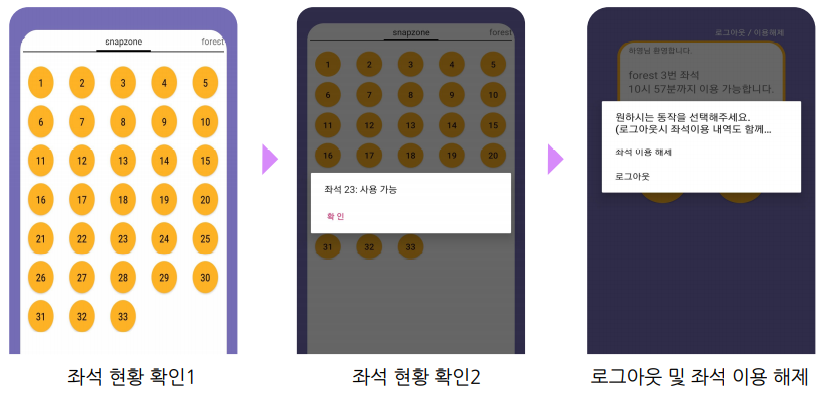 snapzone forest
1 2 3 4 5
6 7 8 9 10
11 12 13 14 15
16 17 18 19 20
21 22 23 24 25
26 27 28 29 30
31 32 33
좌석 현황 확인1
snapzone forest
1 2 3 4 5
6 7 8 9 10
11 12 13 14 15
16 17 18 19 20
좌석 23: 사용 가능
확인
31 32 33
좌석 현황 확인2
로그아웃 / 이용해제
하영님 환영합니다.
forest 3번 좌석
10시 57분까지 이용 가능합니다.
원하시는 동작을 선택해주세요.
(로그아웃시 좌석이용 내역도 함께...
좌석 이용 해제
로그아웃
로그아웃 및 좌석 이용 해제